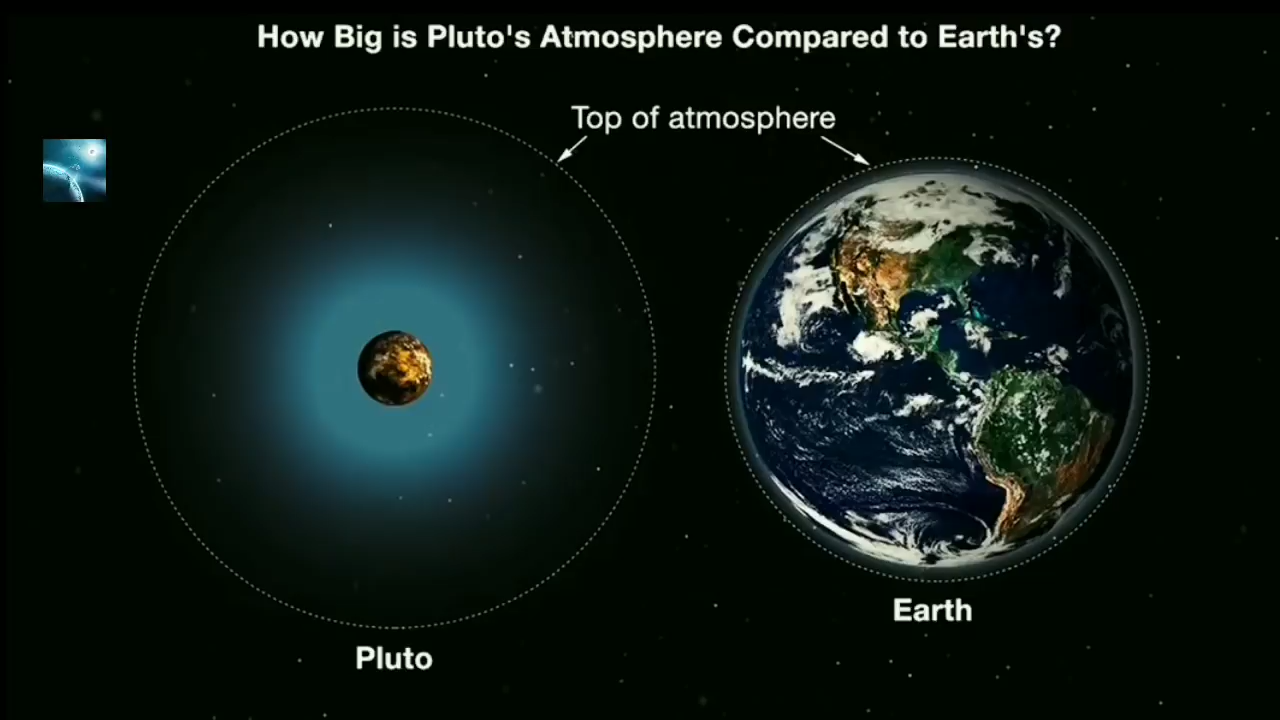 How Big is Pluto's Atmosphere Compared to Earth's?
Top of atmosphere
Earth
Pluto